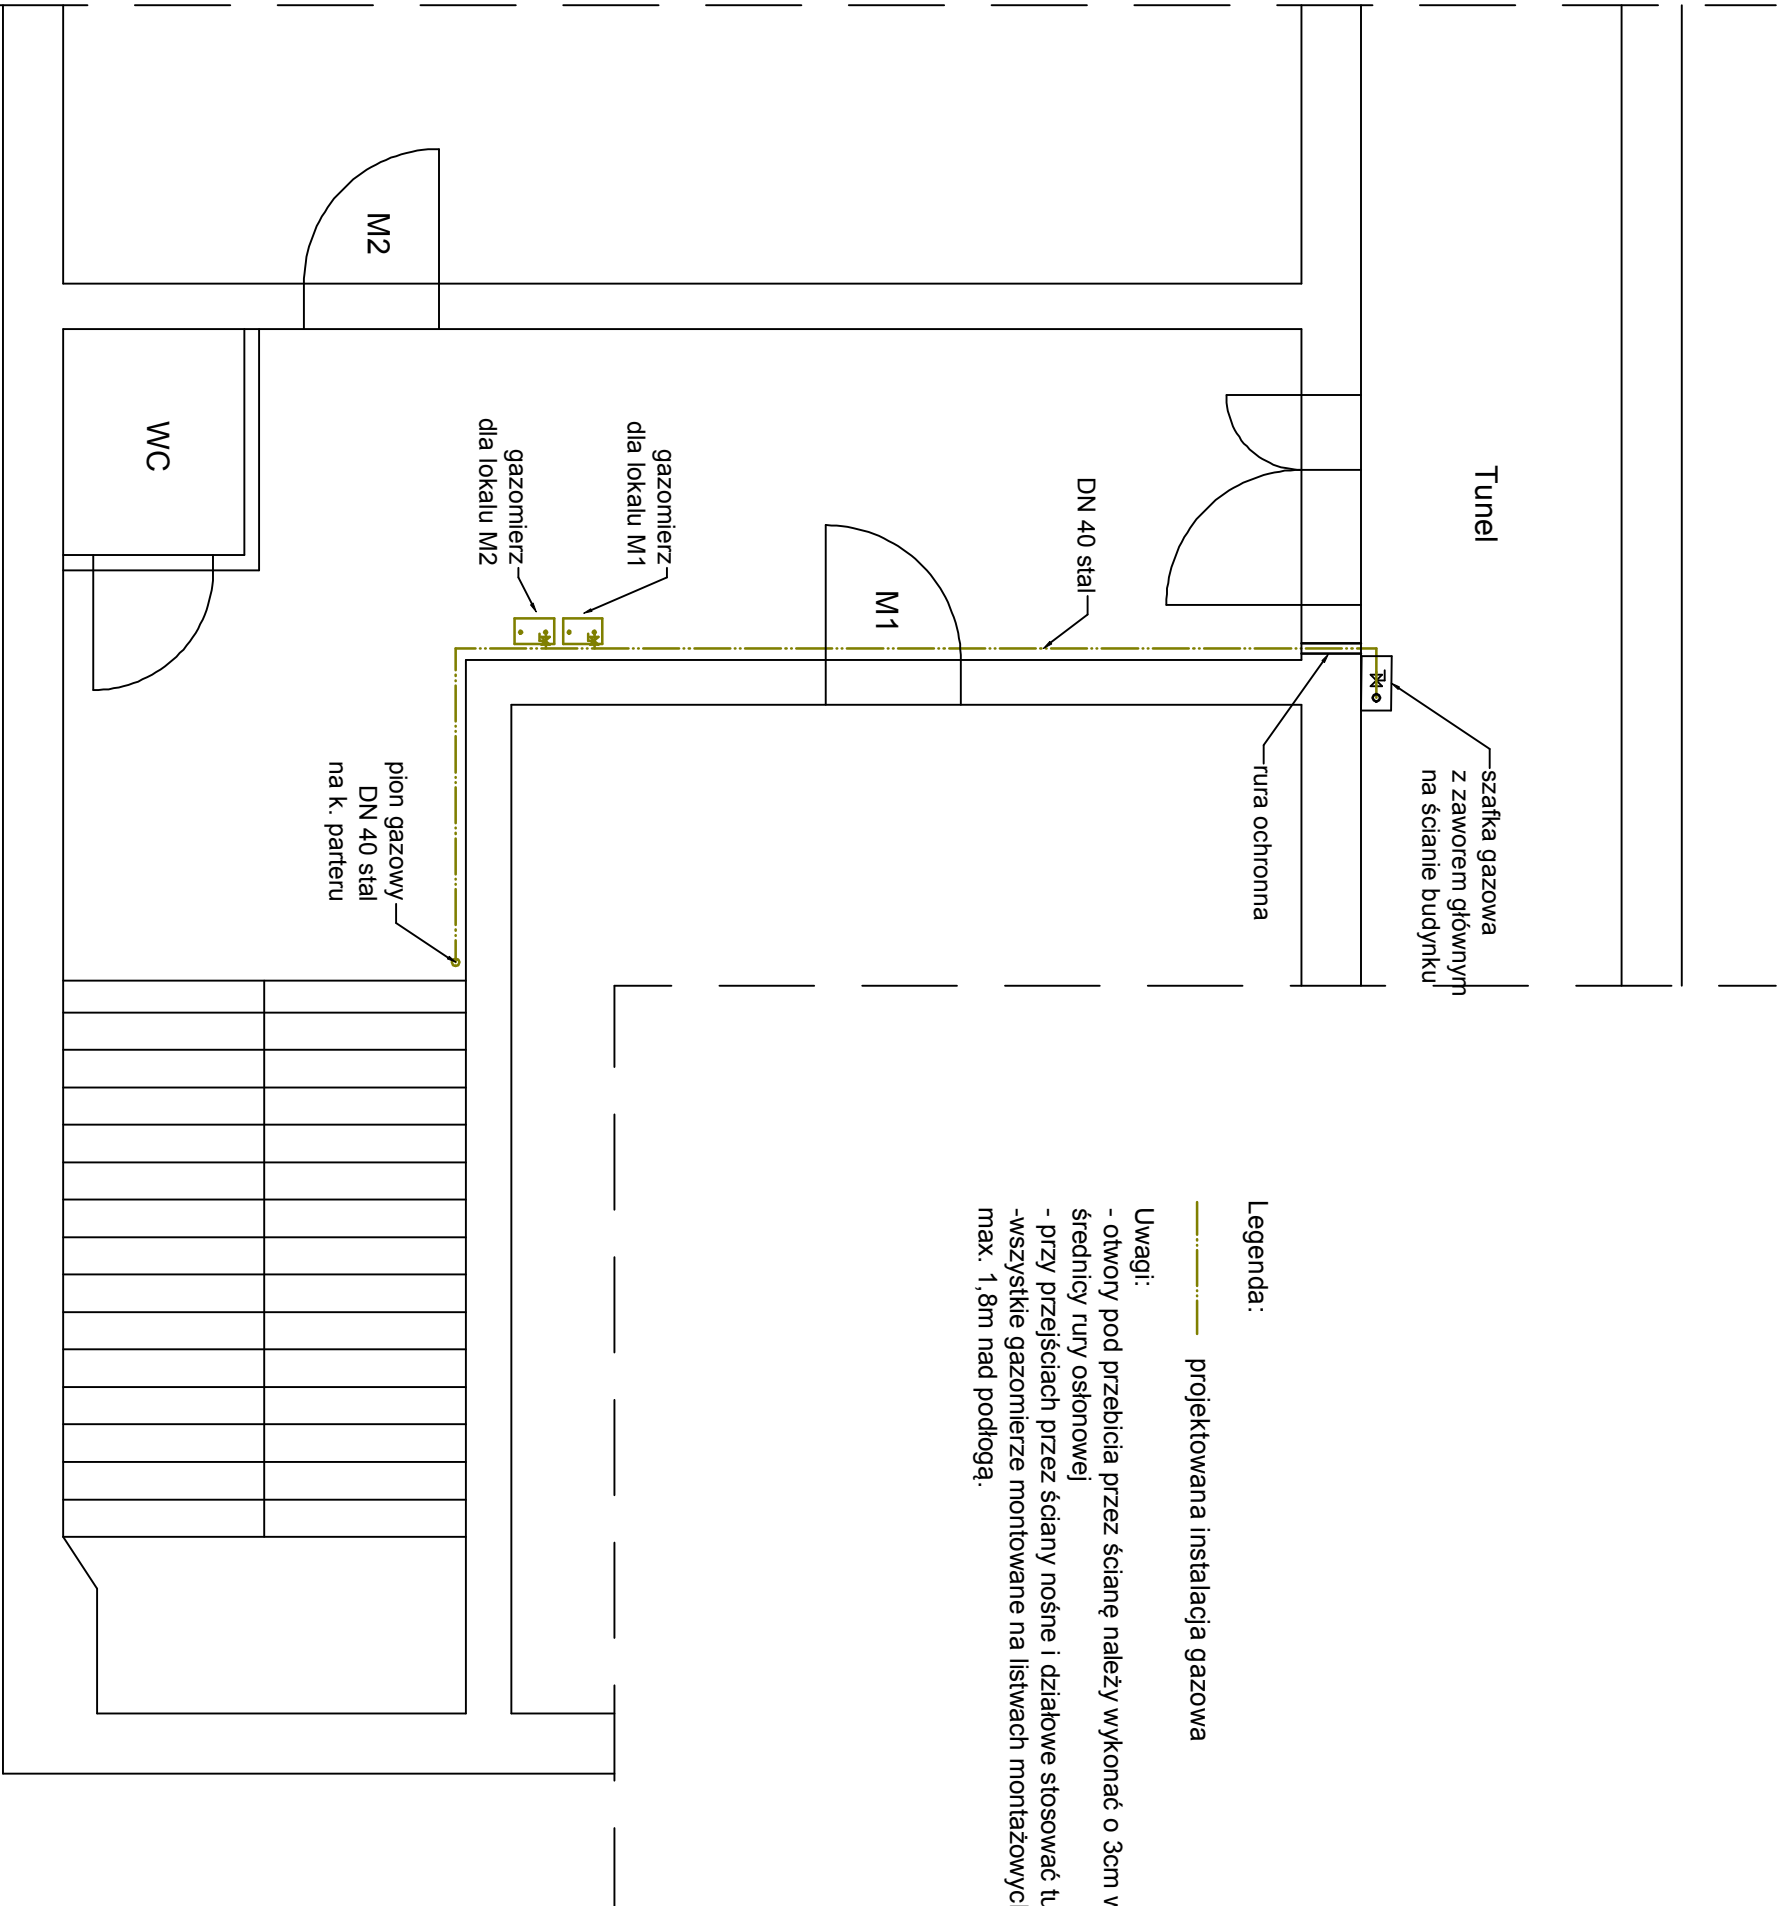 Tunel
szafka gazowa
z zaworem głównym
na ścianie budynku
rura ochronna
DN 40 stal
M1
gazomierz
dla lokalu M1
gazomierz
dla lokalu M2
M2
WC
pion gazowy
DN 40 stal
na k. parteru
Legenda:
projektowana instalacja gazowa
Uwagi:
- otwory pod przebicia przez ścianę należy wykonać o 3cm
średnicy rury osłonowej
- przy przejściach przez ściany nośne i działowe stosować
-wszystkie gazomierze montowane na listwach
max. 1,8m nad podłogą.